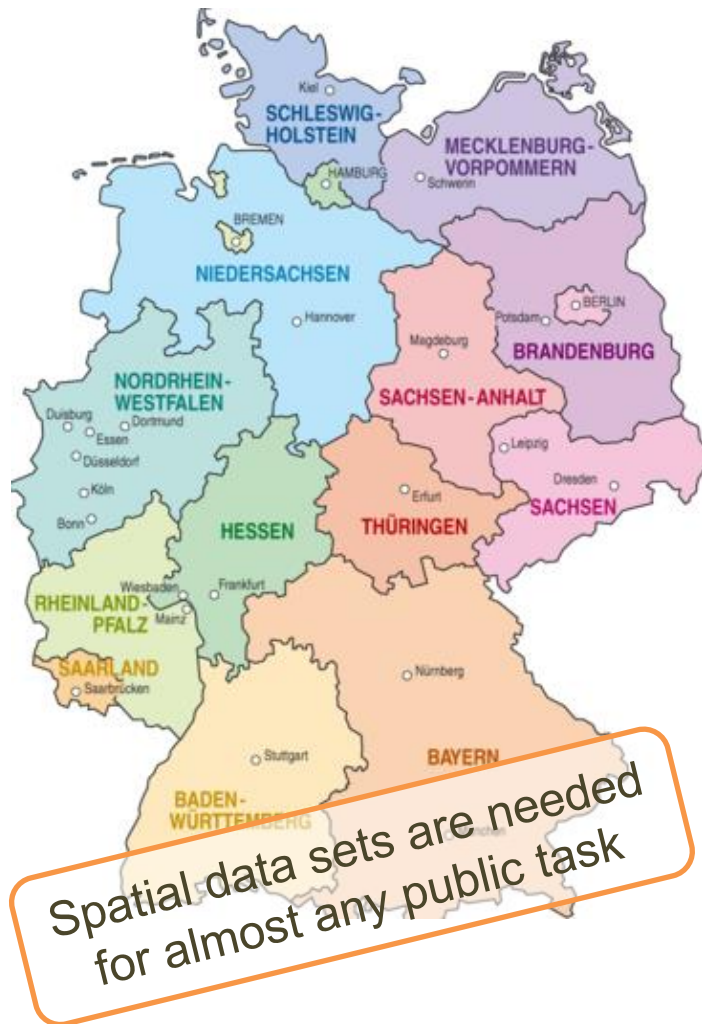 Kiel
SCHLESWIG-
HOLSTEIN
MECKLENBURG-
VORPOMMERN
HAMBURG
Schwerin
BREMEN
NIEDERSACHSEN
Hannover
BERLIN
Potsdam
BRANDENBURG
Magdeburg
SACHSEN-ANHALT
NORDRHEIN-
WESTFALEN
Duisburg
Dortmund
Essen
Düsseldorf
Köln
Bonn
Leipzig
Dresden
SACHSEN
Erfurt
THÜRINGEN
HESSEN
Wiesbaden
Frankfurt
Mainz
RHEINLAND-
PFALZ
SAARLAND
Saarbrücken
Nürnberg
Stuttgart
BAYERN
BADEN-
WÜRTTEMBERG
München
Spatial data sets are needed
for almost any public task